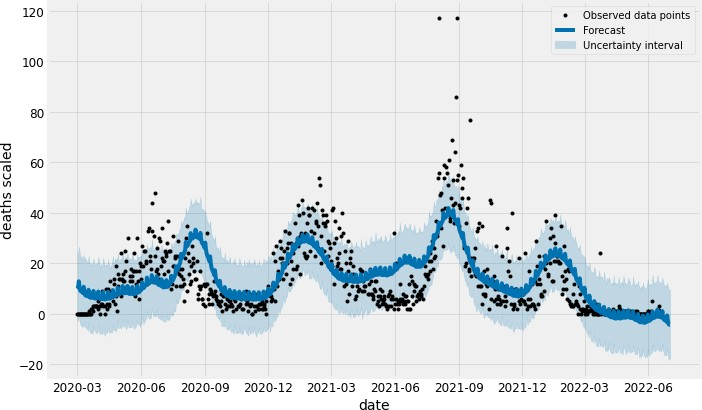 120
100
80
60
40
20
0
−20
deaths scaled
Observed data points
Forecast
Uncertainty interval
2020-03 2020-06 2020-09 2020-12 2021-03 2021-06 2021-09 2021-12 2022-03 2022-06
date